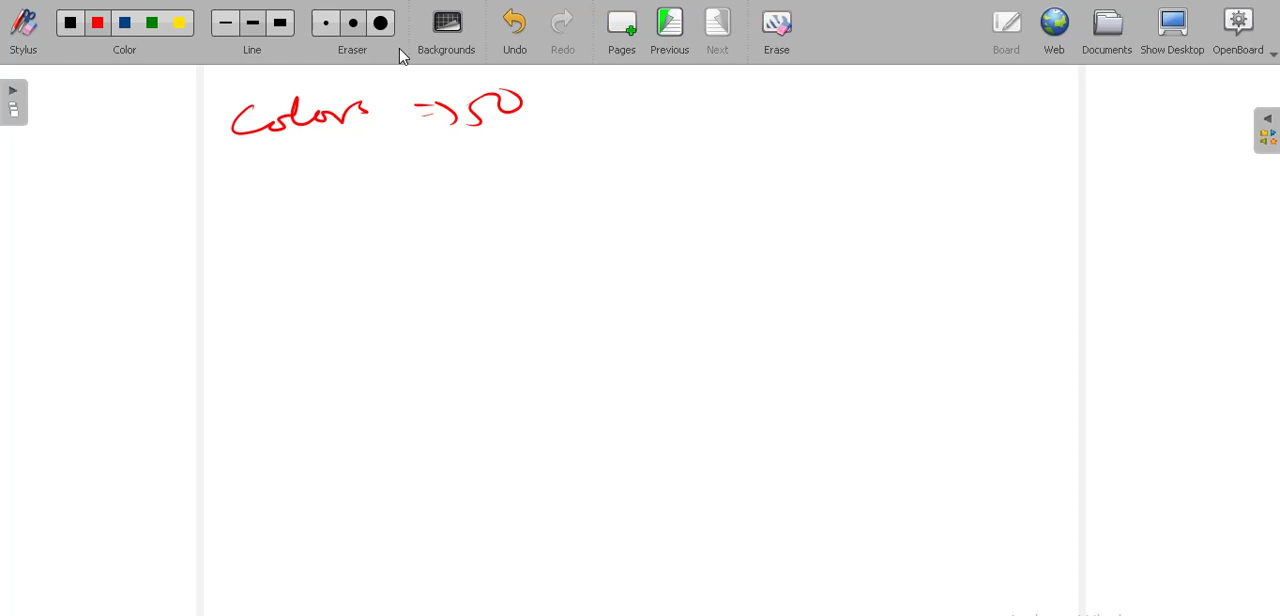 Stylus Color Line Eraser Backgrounds Undo Redo Pages Previous Next Erase Board Web Documents Show Desktop OpenBoard
Colors => 50